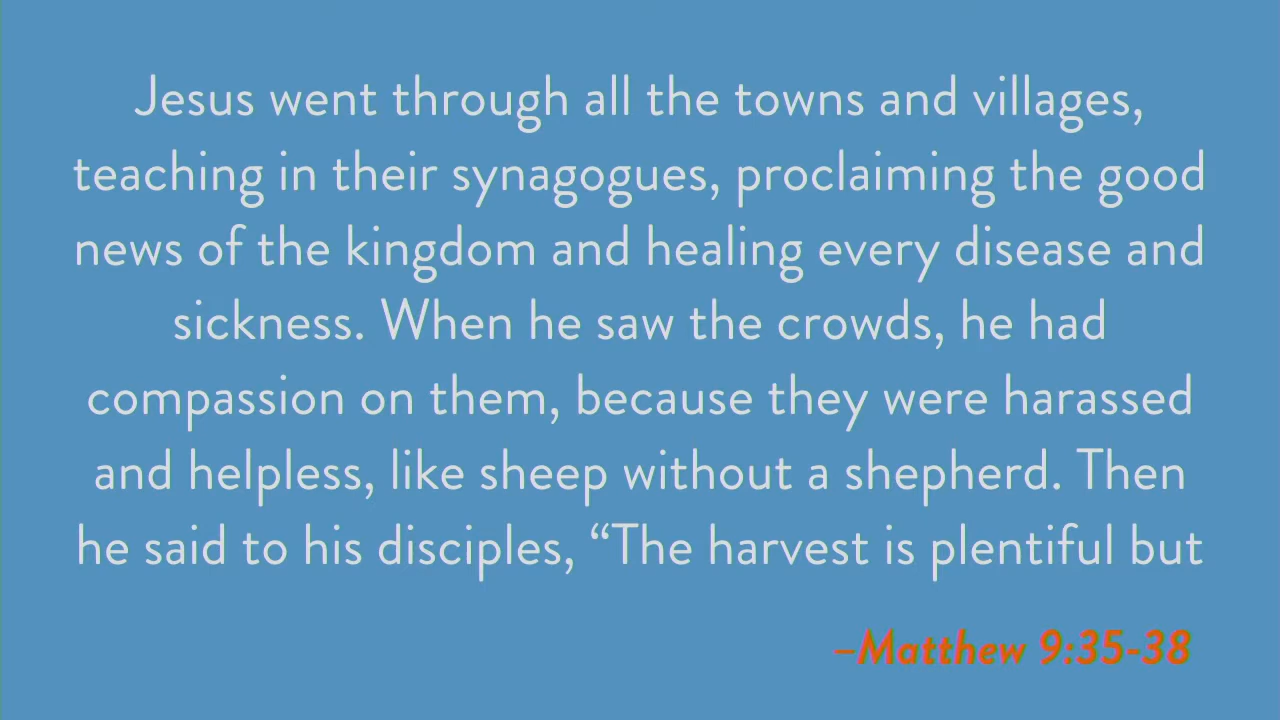 Jesus went through all the towns and villages,
teaching in their synagogues, proclaiming the good
news of the kingdom and healing every disease and
sickness. When he saw the crowds, he had
compassion on them, because they were harassed
and helpless, like sheep without a shepherd. Then
he said to his disciples, “The harvest is plentiful but
–Matthew 9:35-38